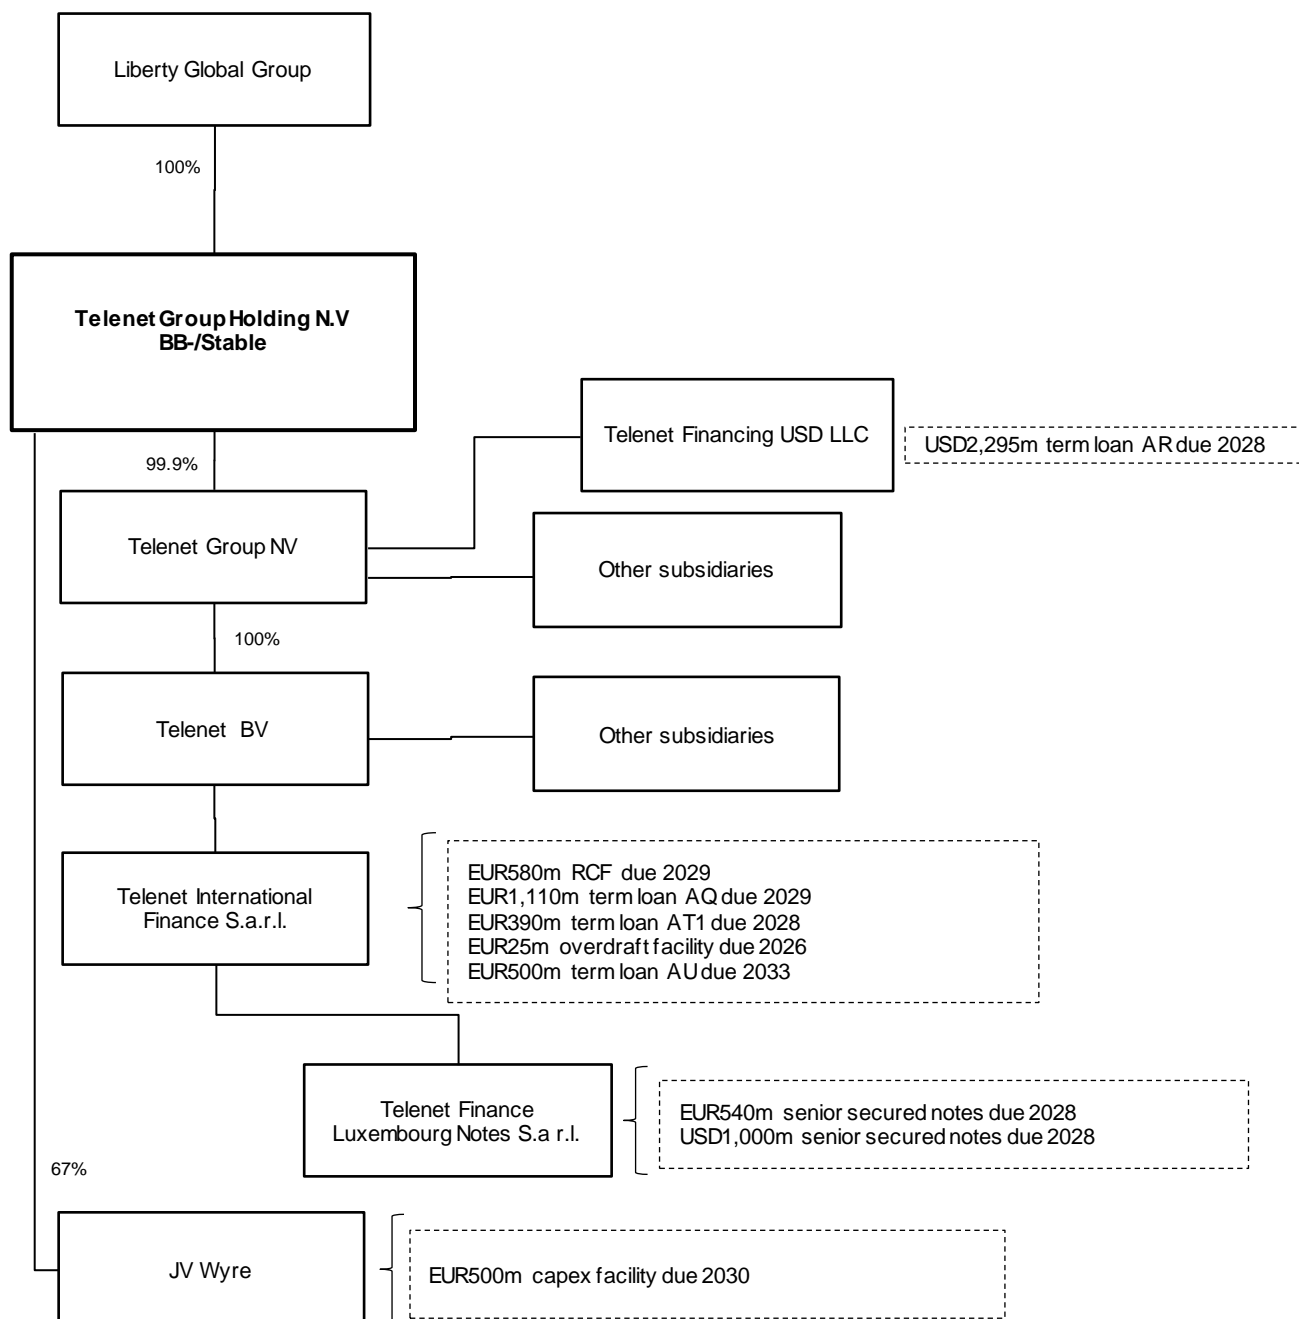 Liberty Global Group
100%
Telenet Group Holding N.V
BB-/Stable
Telenet Financing USD LLC
USD2,295m term loan AR due 2028
99.9%
Telenet Group NV
Other subsidiaries
100%
Telenet BV
Other subsidiaries
Telenet International
Finance S.a.r.l.
EUR580m RCF due 2029
EUR1,110m term loan AQ due 2029
EUR390m term loan AT1 due 2028
EUR25m overdraft facility due 2026
EUR500m term loan AU due 2033
Telenet Finance
Luxembourg Notes S.a r.l.
EUR540m senior secured notes due 2028
USD1,000m senior secured notes due 2028
67%
JV Wyre
EUR500m capex facility due 2030